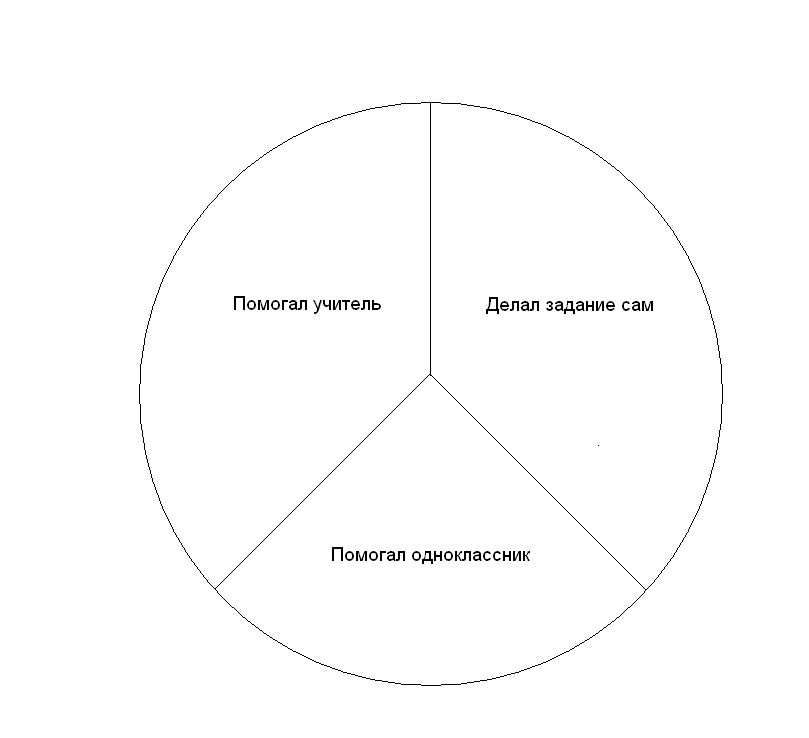 Помогал учитель
Делал задание сам
Помогал одноклассник